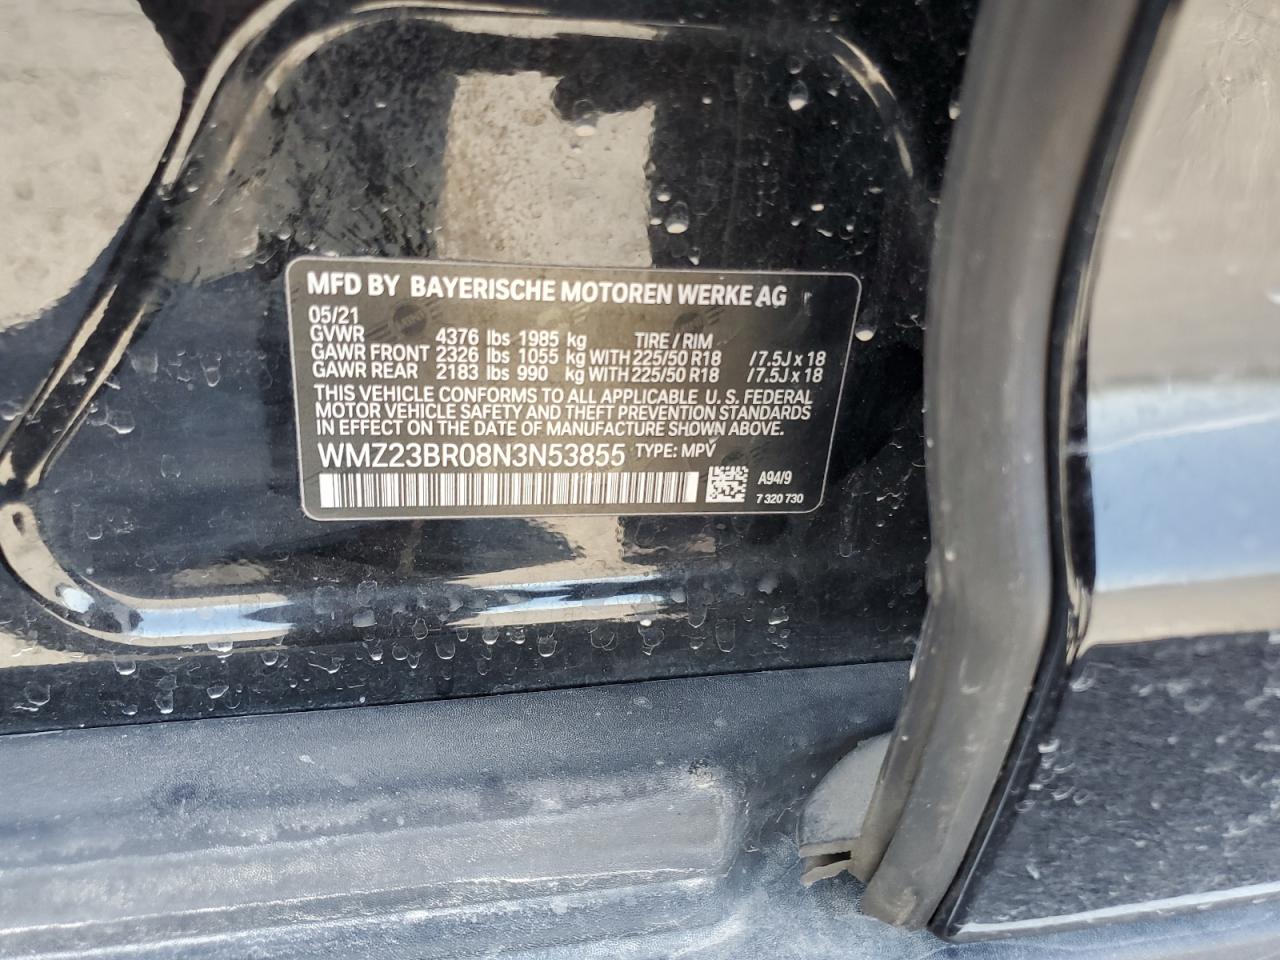 MFD BY BAYERISCHE MOTOREN WERKE AG
05/21
GVWR 4376 lbs 1985 kg TIRE / RIM
GAWR FRONT 2326 lbs 1055 kg WITH 225/50 R18 / 7.5J x 18
GAWR REAR 2183 lbs 990 kg WITH 225/50 R18 / 7.5J x 18
THIS VEHICLE CONFORMS TO ALL APPLICABLE U. S. FEDERAL
MOTOR VEHICLE SAFETY AND THEFT PREVENTION STANDARDS
IN EFFECT ON THE DATE OF MANUFACTURE SHOWN ABOVE.
WMZ23BR08N3N53855 TYPE: MPV
A94/9
7 320 730